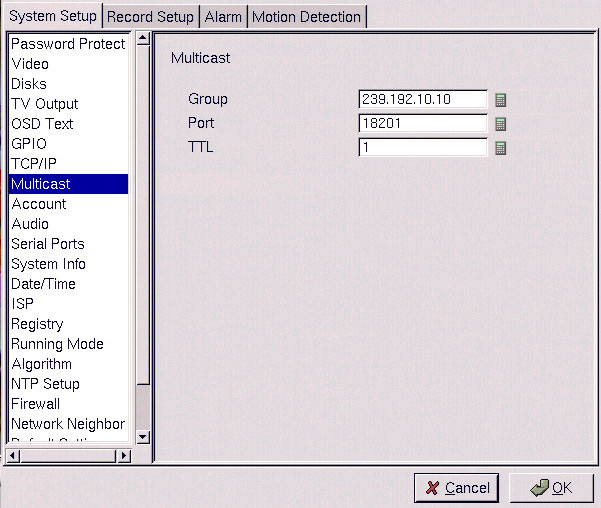 System Setup Record Setup Alarm Motion Detection
Password Protect
Video
Disks
TV Output
OSD Text
GPIO
TCP/IP
Multicast
Account
Audio
Serial Ports
System Info
Date/Time
ISP
Registry
Running Mode
Algorithm
NTP Setup
Firewall
Network Neighbor
Multicast
Group 239.192.10.10
Port 18201
TTL 1
Cancel OK